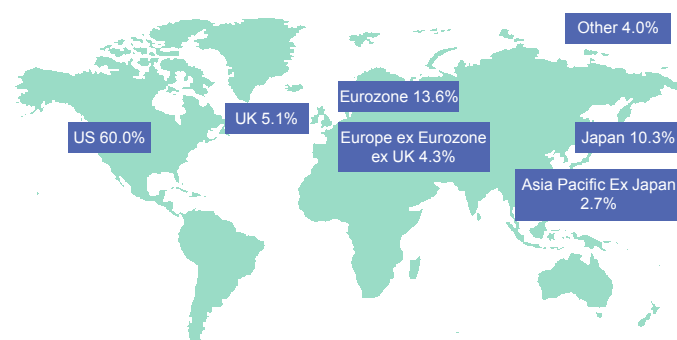 Other 4.0%
Eurozone 13.6%
UK 5.1%
US 60.0%
Europe ex Eurozone
ex UK 4.3%
Japan 10.3%
Asia Pacific Ex Japan
2.7%